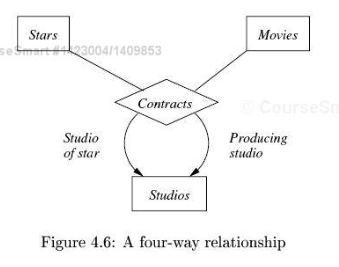 Stars
Movies
seSmart #1423004/1409853
Contracts
© CourseSm
Studio
of star
Producing
studio
Studios
Figure 4.6: A four-way relationship